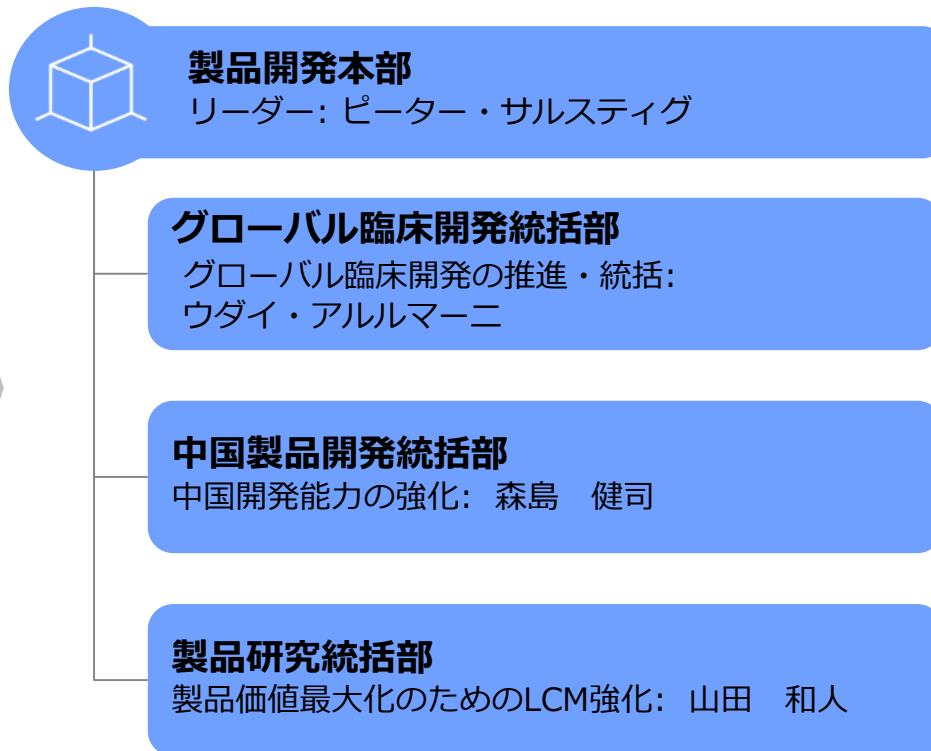 製品開発本部
リーダー: ピーター・サルスティグ
グローバル臨床開発統括部
グローバル臨床開発の推進・統括:
ウダイ・アルルマーニ
中国製品開発統括部
中国開発能力の強化: 森島　健司
製品研究統括部
製品価値最大化のためのLCM強化: 山田　和人